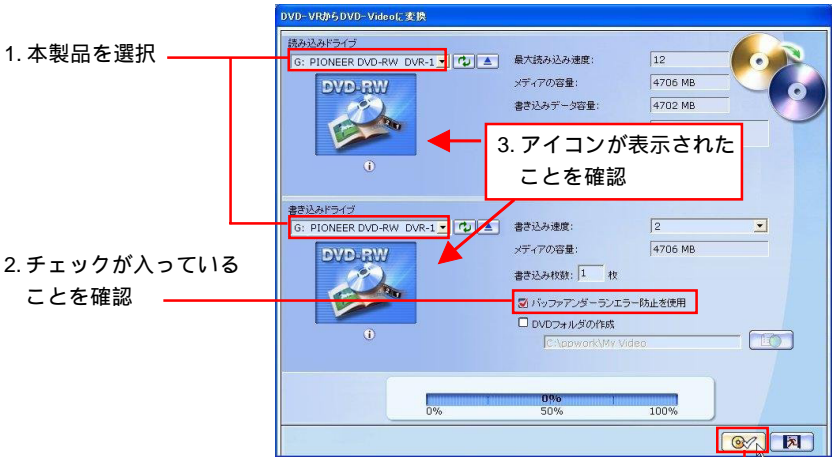 DVD-VRからDVD-Videoに変換
1. 本製品を選択
読み込みドライブ
G: PIONEER DVD-RW DVR-1
DVD-RW
最大読み込み速度:
12
メディアの容量:
4706 MB
書き込みデータ容量:
4702 MB
3. アイコンが表示された
ことを確認
書き込みドライブ
G: PIONEER DVD-RW DVR-1
DVD-RW
書き込み速度:
2
メディアの容量:
4706 MB
書き込み枚数:
1
枚
2. チェックが入っている
ことを確認
バッファアンダーランエラー防止を使用
DVDフォルダの作成
C:\ppwork\My Video
0%
0%
50%
100%